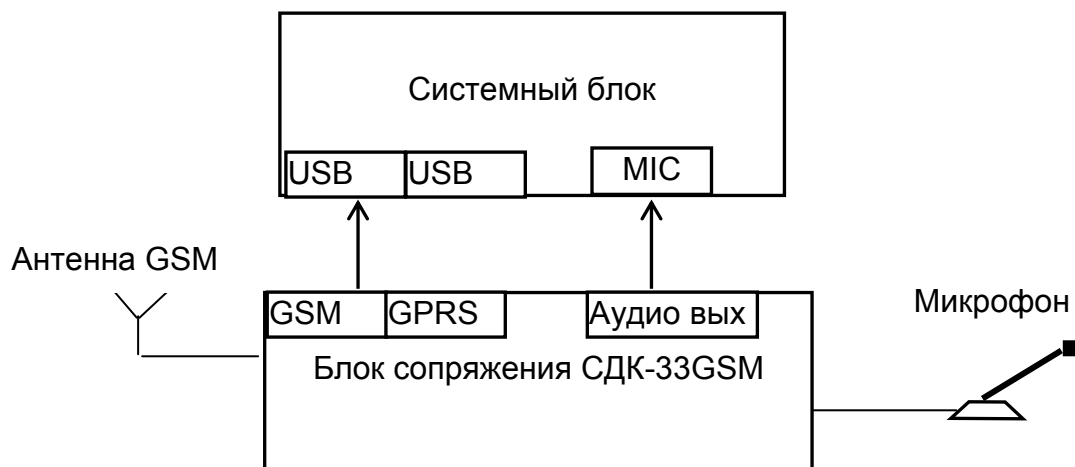 Системный блок
USB USB MIC
Антенна GSM
GSM GPRS Аудио вых
Микрофон
Блок сопряжения СДК-33GSM